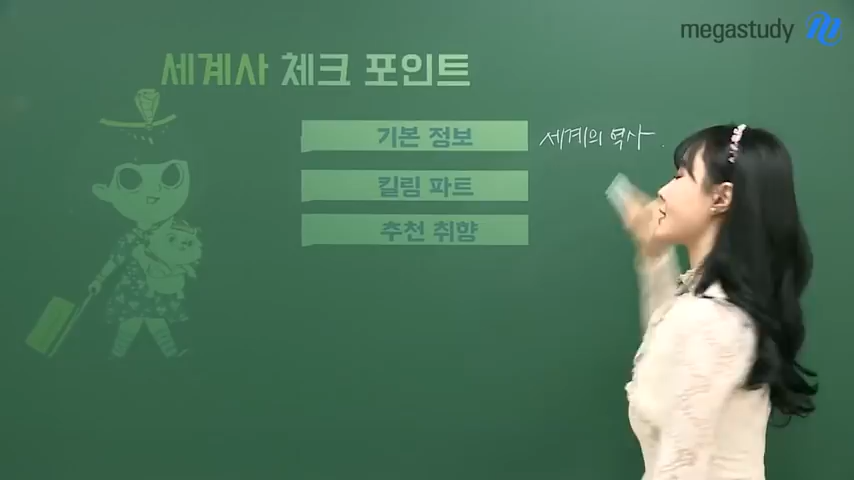 megastudy
세계사 체크 포인트
기본 정보
세계의 역사.
킬링 파트
추천 취향